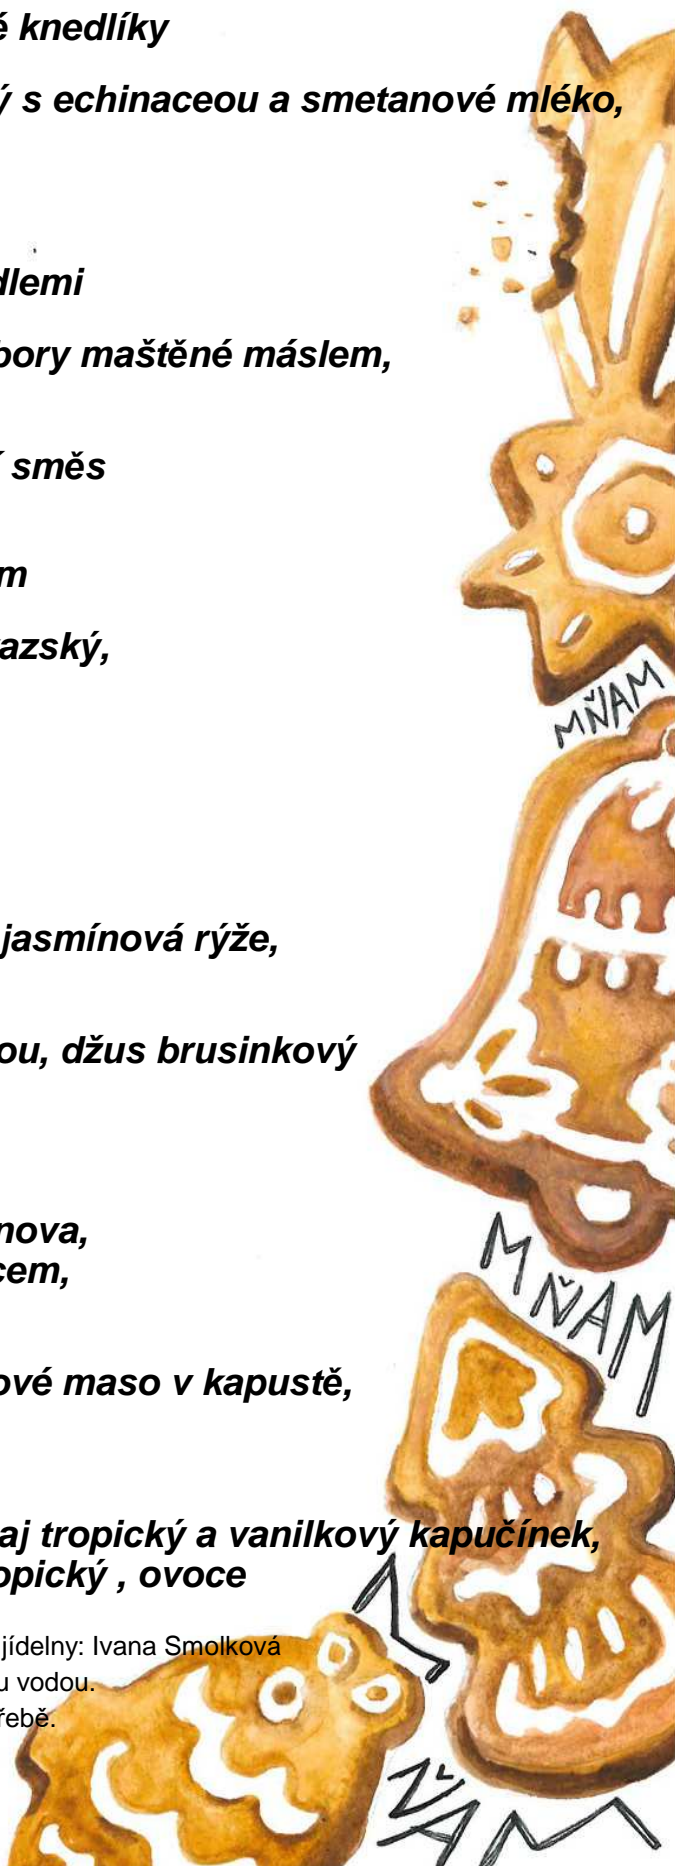 é knedlíky
ý s echinaceou a smetanové mléko,
dlemi
bory maštěné máslem,
í směs
m
azský,
MŇAM
jasmínová rýže,
ou, džus brusinkový
nova,
cem,
MŇAM
ové maso v kapustě,
aj tropický a vanilkový kapučínek,
opický , ovoce
jídelny: Ivana Smolková
u vodou.
řebě.
MŇAM